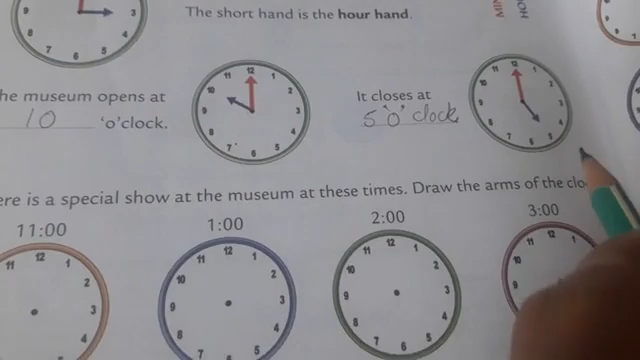 The short hand is the hour hand.
he museum opens at
10 'o'clock.
It closes at
5 'o' clock
ere is a special show at the museum at these times. Draw the arms of the clo
11:00 1:00 2:00 3:00